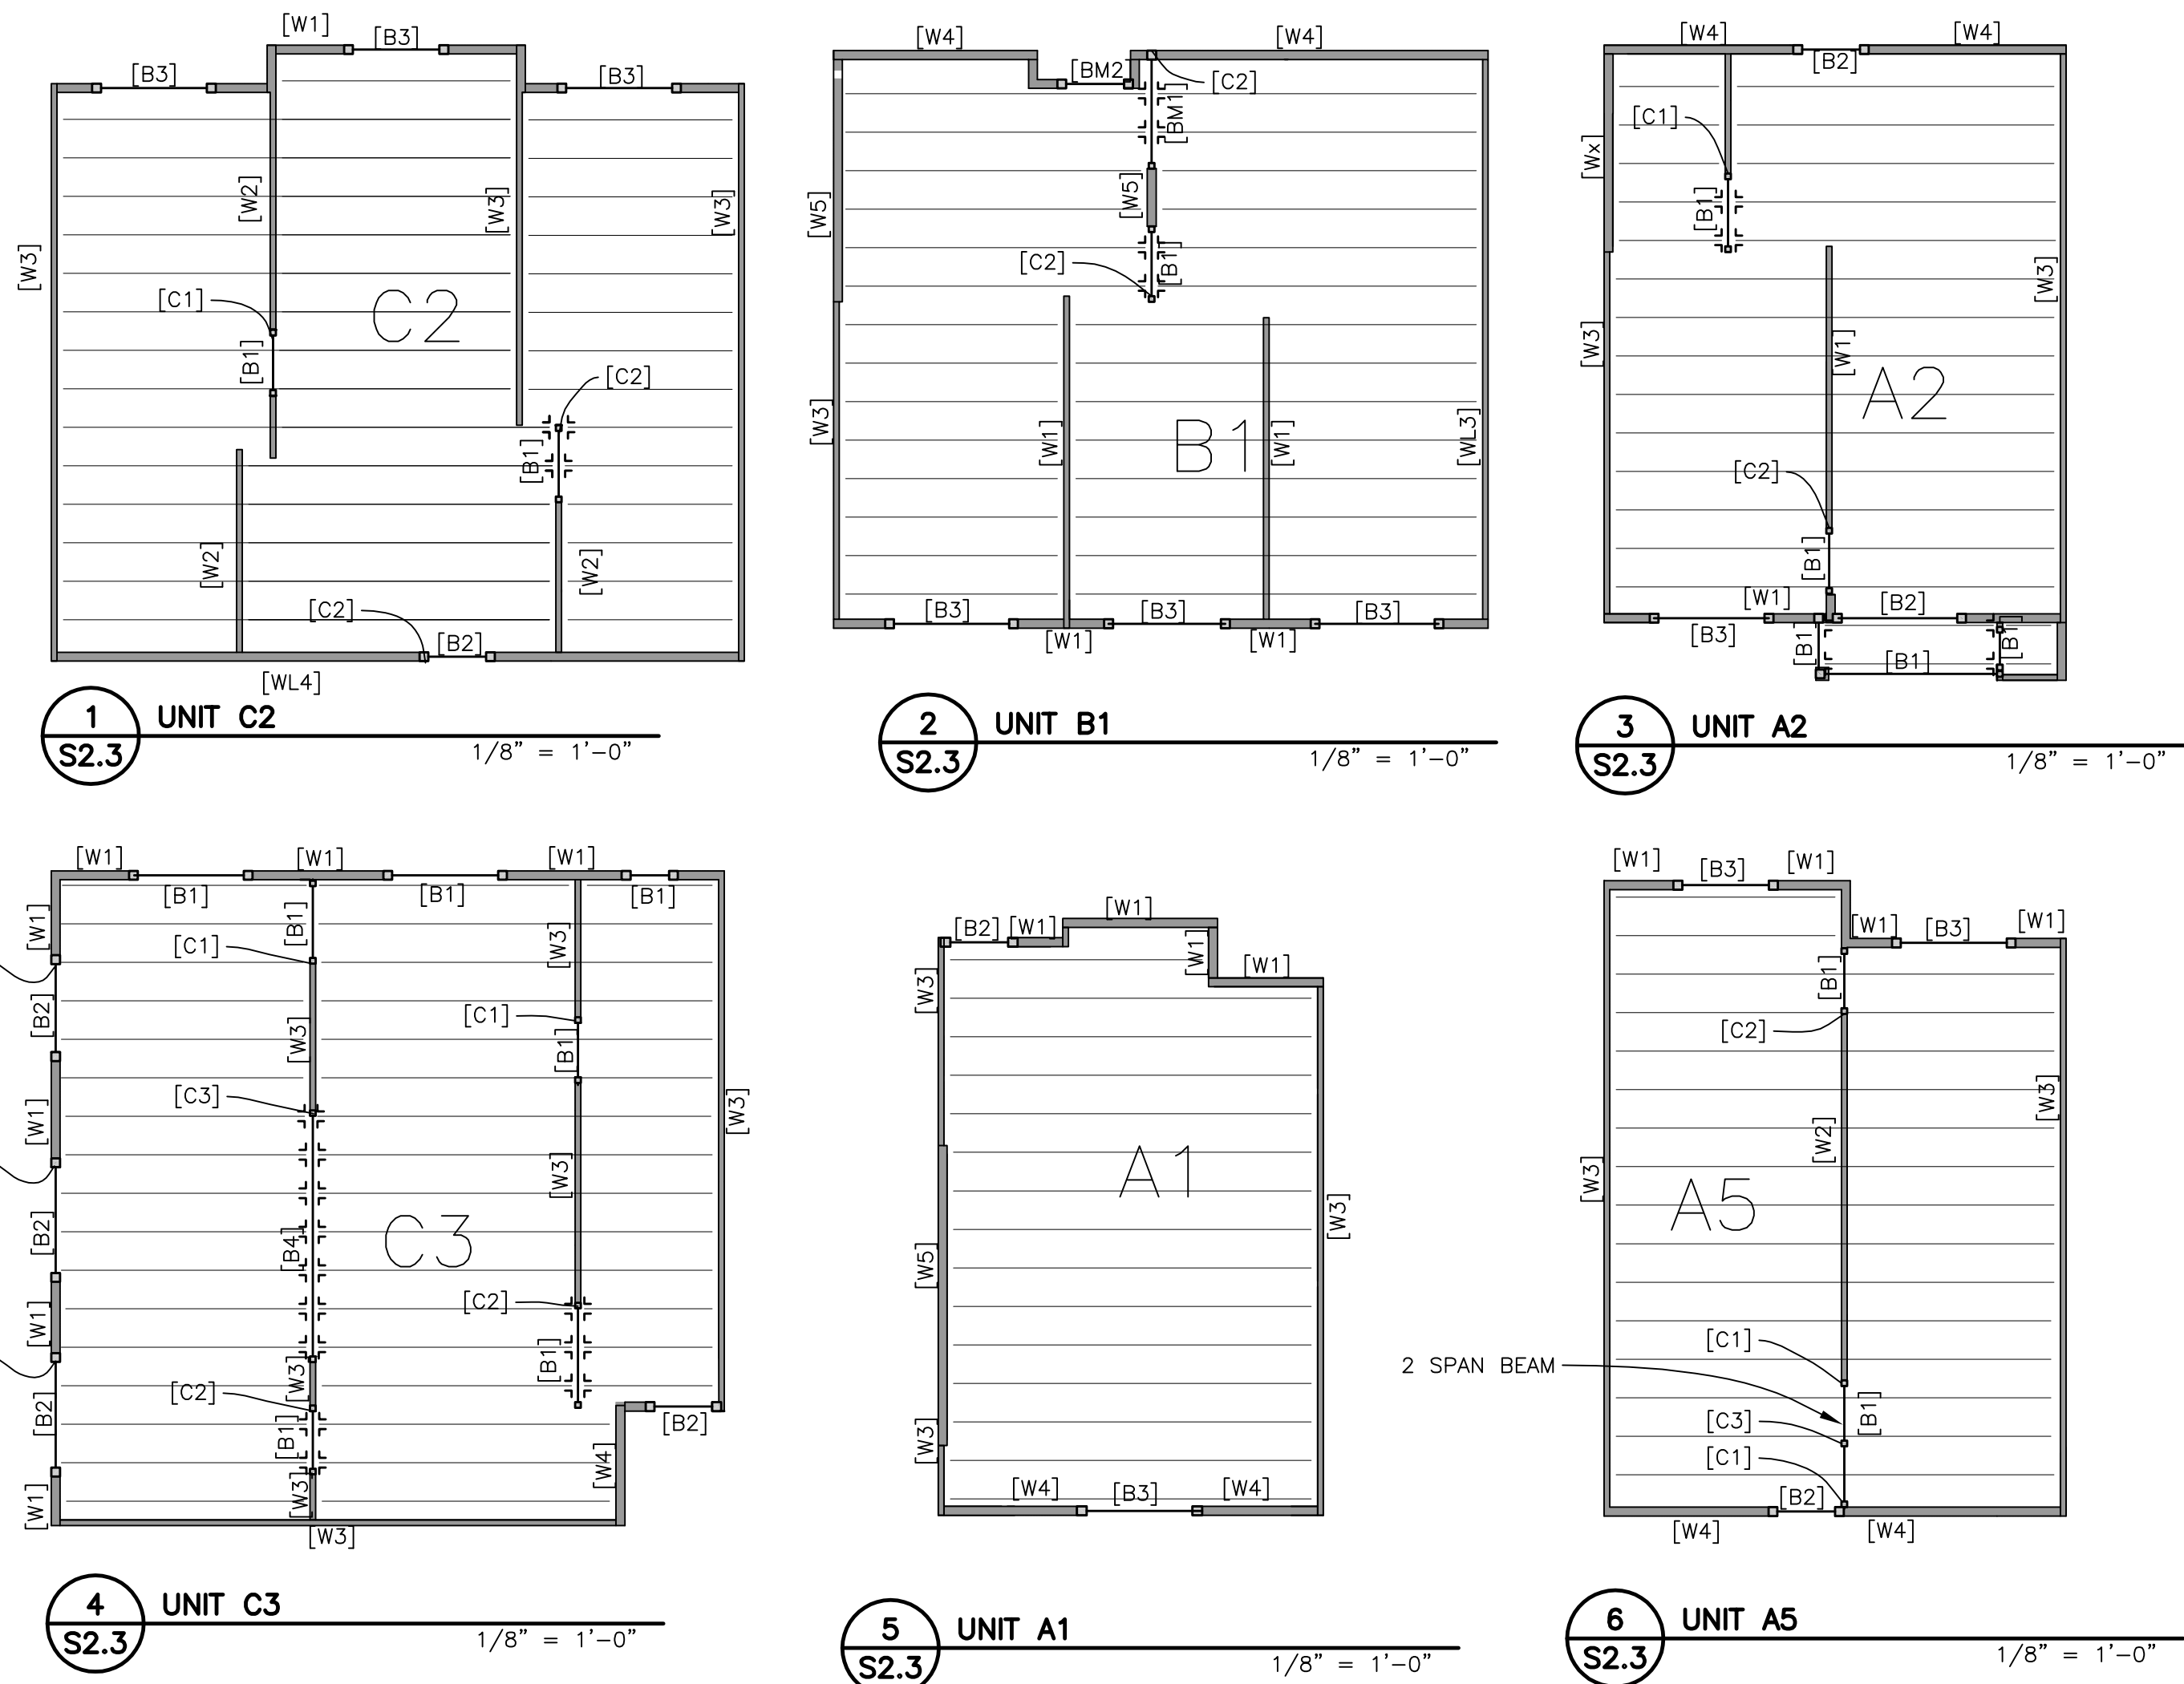 [W1]
[B3]
[B3]
[B3]
[W2]
[W3]
[W3]
[W3]
[C1]
C2
[B1]
[C2]
[B1]
[W2]
[W2]
[C2]
[B2]
[WL4]
1
S2.3
UNIT C2
1/8" = 1'-0"
[W4]
[W4]
[BM2
[C2]
[BM1]
[W5]
[W5]
[C2]
[B1]
[W3]
[W1]
B1
[W1]
[WL3]
[B3]
[B3]
[B3]
[W1]
[W1]
2
S2.3
UNIT B1
1/8" = 1'-0"
[W4]
[W4]
[B2]
[C1]
[Wx]
[B1]
[W3]
[W3]
[W1]
A2
[C2]
[B1]
[W1]
[B2]
[B3]
[B1]
[B1]
[B1]
3
S2.3
UNIT A2
1/8" = 1'-0"
[W1]
[W1]
[W1]
[B1]
[B1]
[B1]
[W1]
[B1]
[W3]
[C1]
[B2]
[W3]
[C1]
[B1]
[C3]
[W1]
[W3]
[W3]
[B2]
[B4]
C3
[W1]
[C2]
[B1]
[W3]
[C2]
[B2]
[B1]
[B2]
[W4]
[W1]
[W3]
[W3]
4
S2.3
UNIT C3
1/8" = 1'-0"
[W1]
[B2]
[W1]
[W1]
[W1]
[W3]
A1
[W3]
[W5]
[W3]
[W4]
[B3]
[W4]
5
S2.3
UNIT A1
1/8" = 1'-0"
[W1]
[B3]
[W1]
[W1]
[B3]
[W1]
[B1]
[C2]
[W3]
[W2]
[W3]
A5
[C1]
2 SPAN BEAM
[B1]
[C3]
[C1]
[B2]
[W4]
[W4]
6
S2.3
UNIT A5
1/8" = 1'-0"